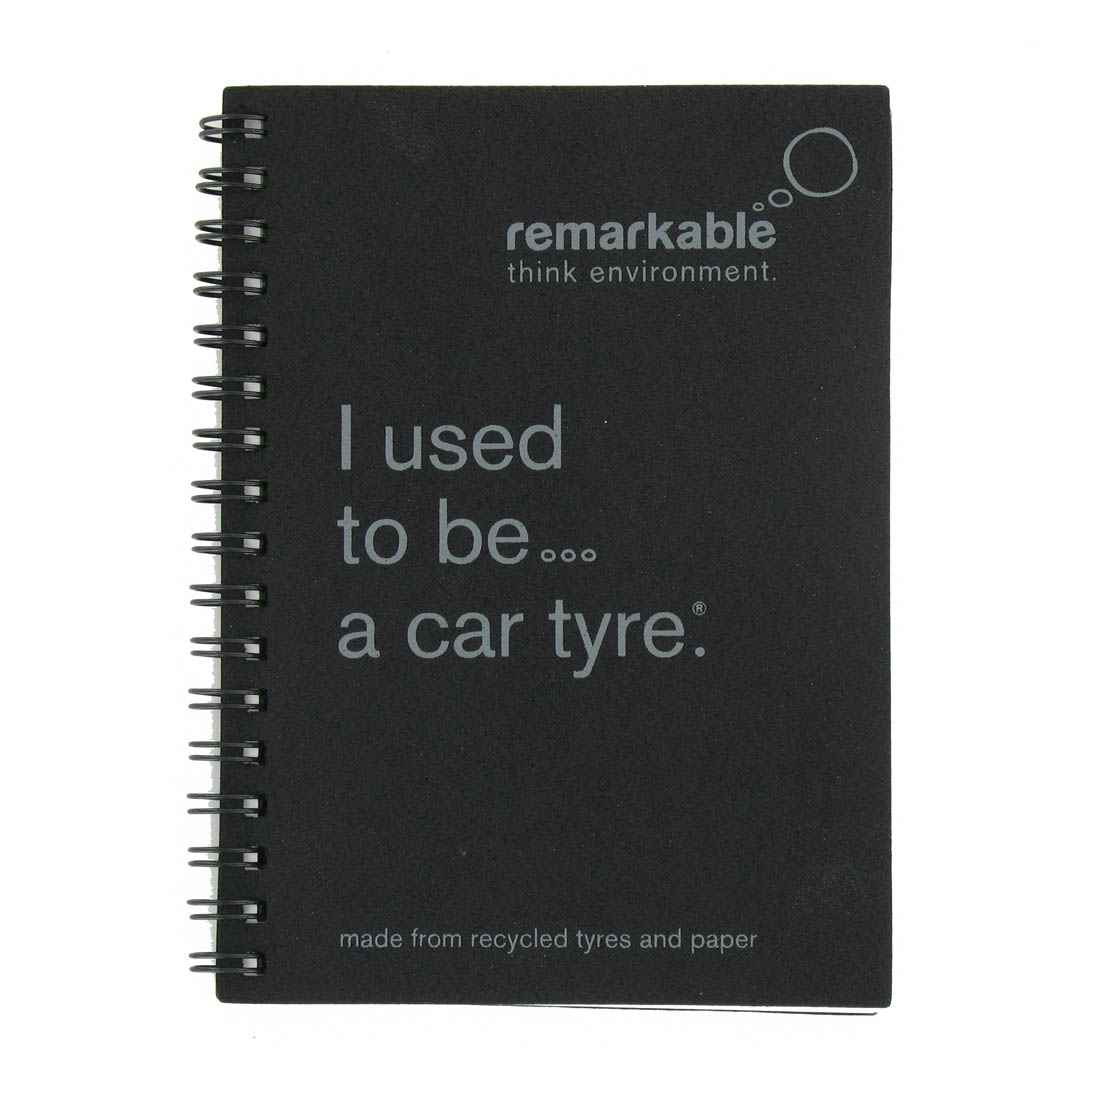 remarkable
think environment.
I used
to be...
a car tyre.®
made from recycled tyres and paper